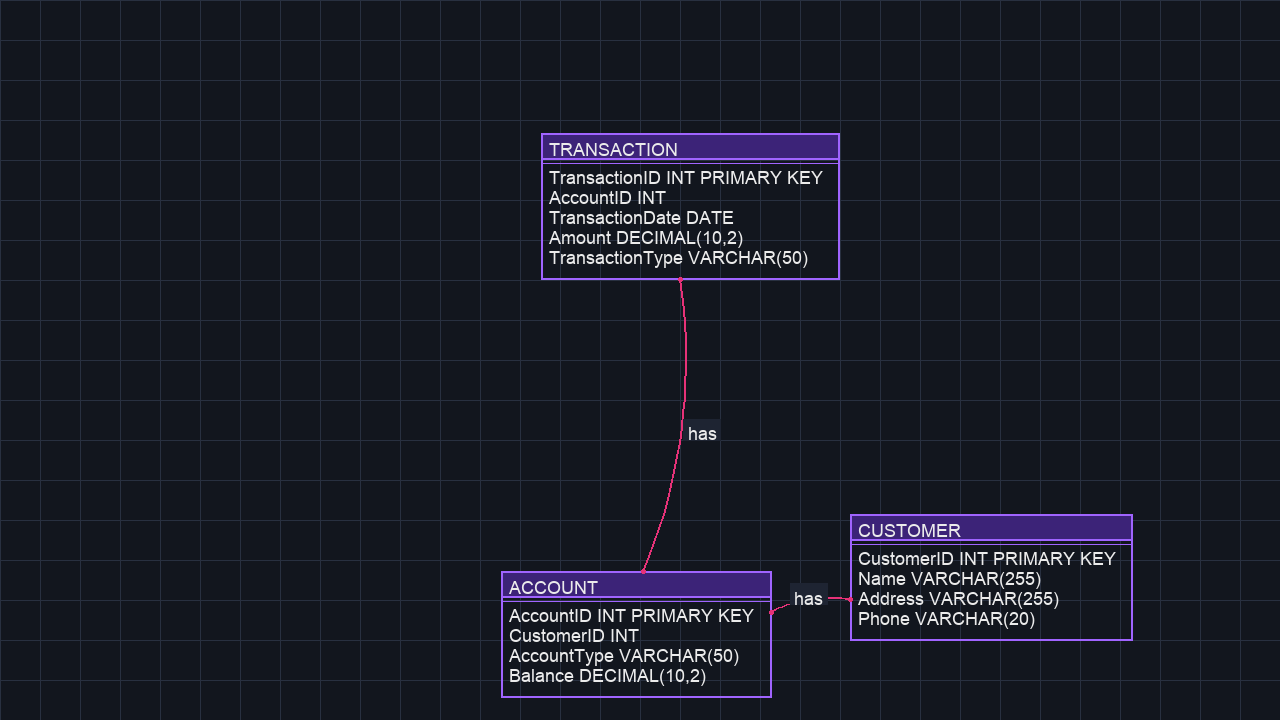 TRANSACTION
TransactionID INT PRIMARY KEY
AccountID INT
TransactionDate DATE
Amount DECIMAL(10,2)
TransactionType VARCHAR(50)
has
CUSTOMER
CustomerID INT PRIMARY KEY
Name VARCHAR(255)
Address VARCHAR(255)
Phone VARCHAR(20)
has
ACCOUNT
AccountID INT PRIMARY KEY
CustomerID INT
AccountType VARCHAR(50)
Balance DECIMAL(10,2)